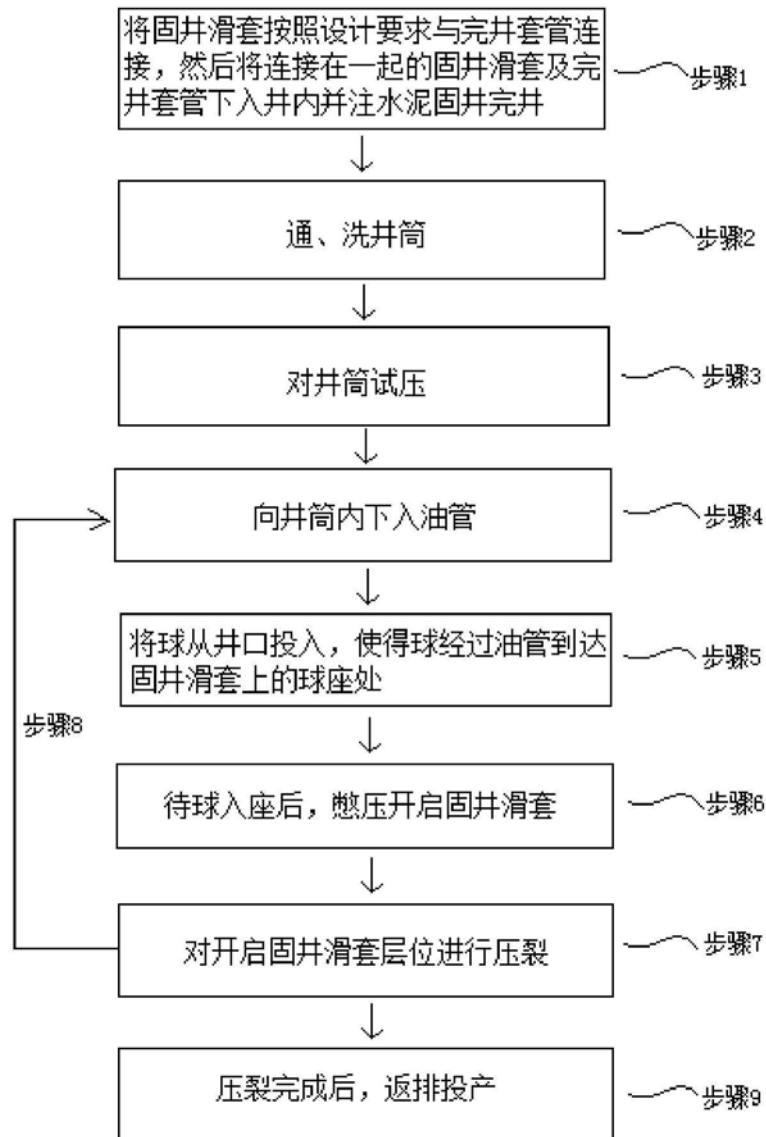 将固井滑套按照设计要求与完井套管连
接，然后将连接在一起的固井滑套及完
井套管下入井内并注水泥固井完井
步骤1
通、洗井筒
步骤2
对井筒试压
步骤3
向井筒内下入油管
步骤4
将球从井口投入，使得球经过油管到达
固井滑套上的球座处
步骤5
步骤8
待球入座后，憋压开启固井滑套
步骤6
对开启固井滑套层位进行压裂
步骤7
压裂完成后，返排投产
步骤9